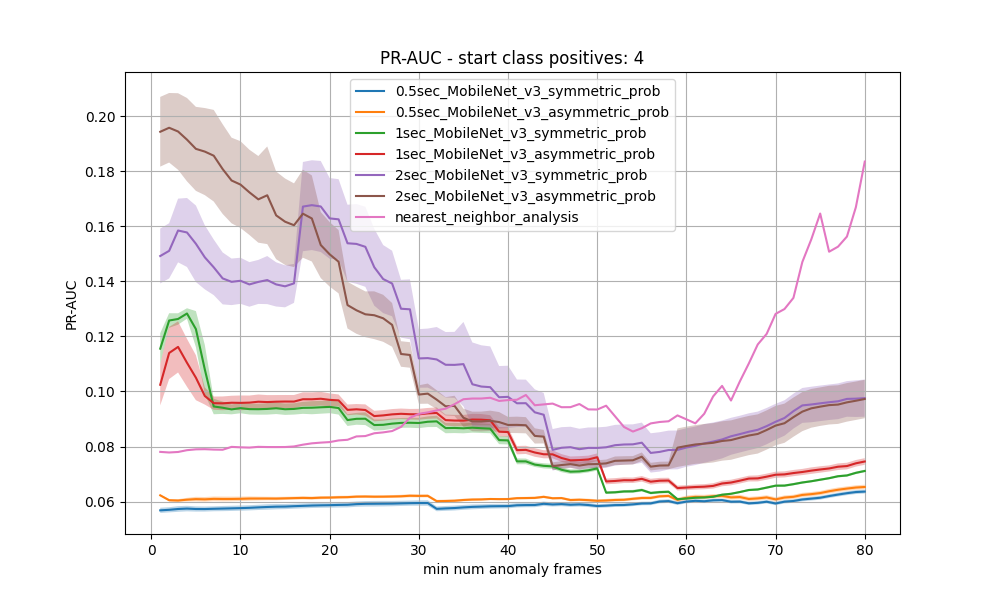 PR-AUC - start class positives: 4
0.5sec_MobileNet_v3_symmetric_prob
0.5sec_MobileNet_v3_asymmetric_prob
1sec_MobileNet_v3_symmetric_prob
1sec_MobileNet_v3_asymmetric_prob
2sec_MobileNet_v3_symmetric_prob
2sec_MobileNet_v3_asymmetric_prob
nearest_neighbor_analysis
PR-AUC
0.20
0.18
0.16
0.14
0.12
0.10
0.08
0.06
0 10 20 30 40 50 60 70 80
min num anomaly frames